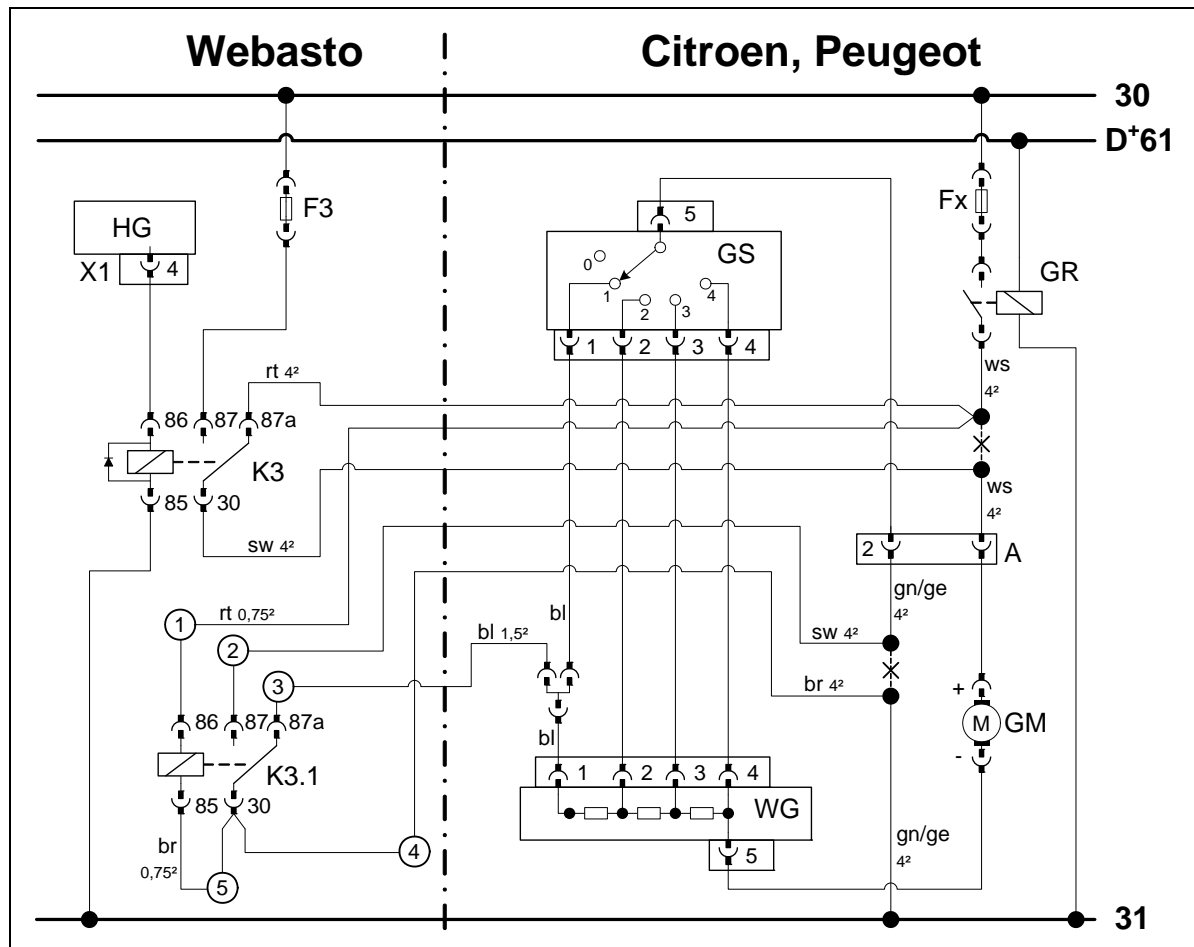 Webasto Citroen, Peugeot
30
D+61
F3
Fx
HG
X1 4
5
GS
0
1
2
3
4
GR
1 2 3 4
ws
4²
rt 4²
86 87 87a
K3
85 30
sw 4²
ws
4²
2 A
gn/ge
4²
1 rt 0,75²
2
3
bl 1,5²
bl
sw 4²
br 4²
86 87 87a
K3.1
85 30
bl
+
M GM
-
1 2 3 4
WG
5
br
0,75²
5
4
gn/ge
4²
31